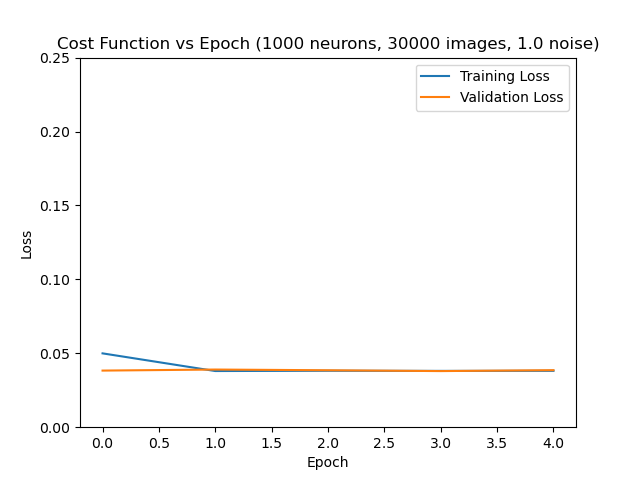 Cost Function vs Epoch (1000 neurons, 30000 images, 1.0 noise)
0.25
0.20
0.15
0.10
0.05
0.00
Loss
Training Loss
Validation Loss
0.0 0.5 1.0 1.5 2.0 2.5 3.0 3.5 4.0
Epoch